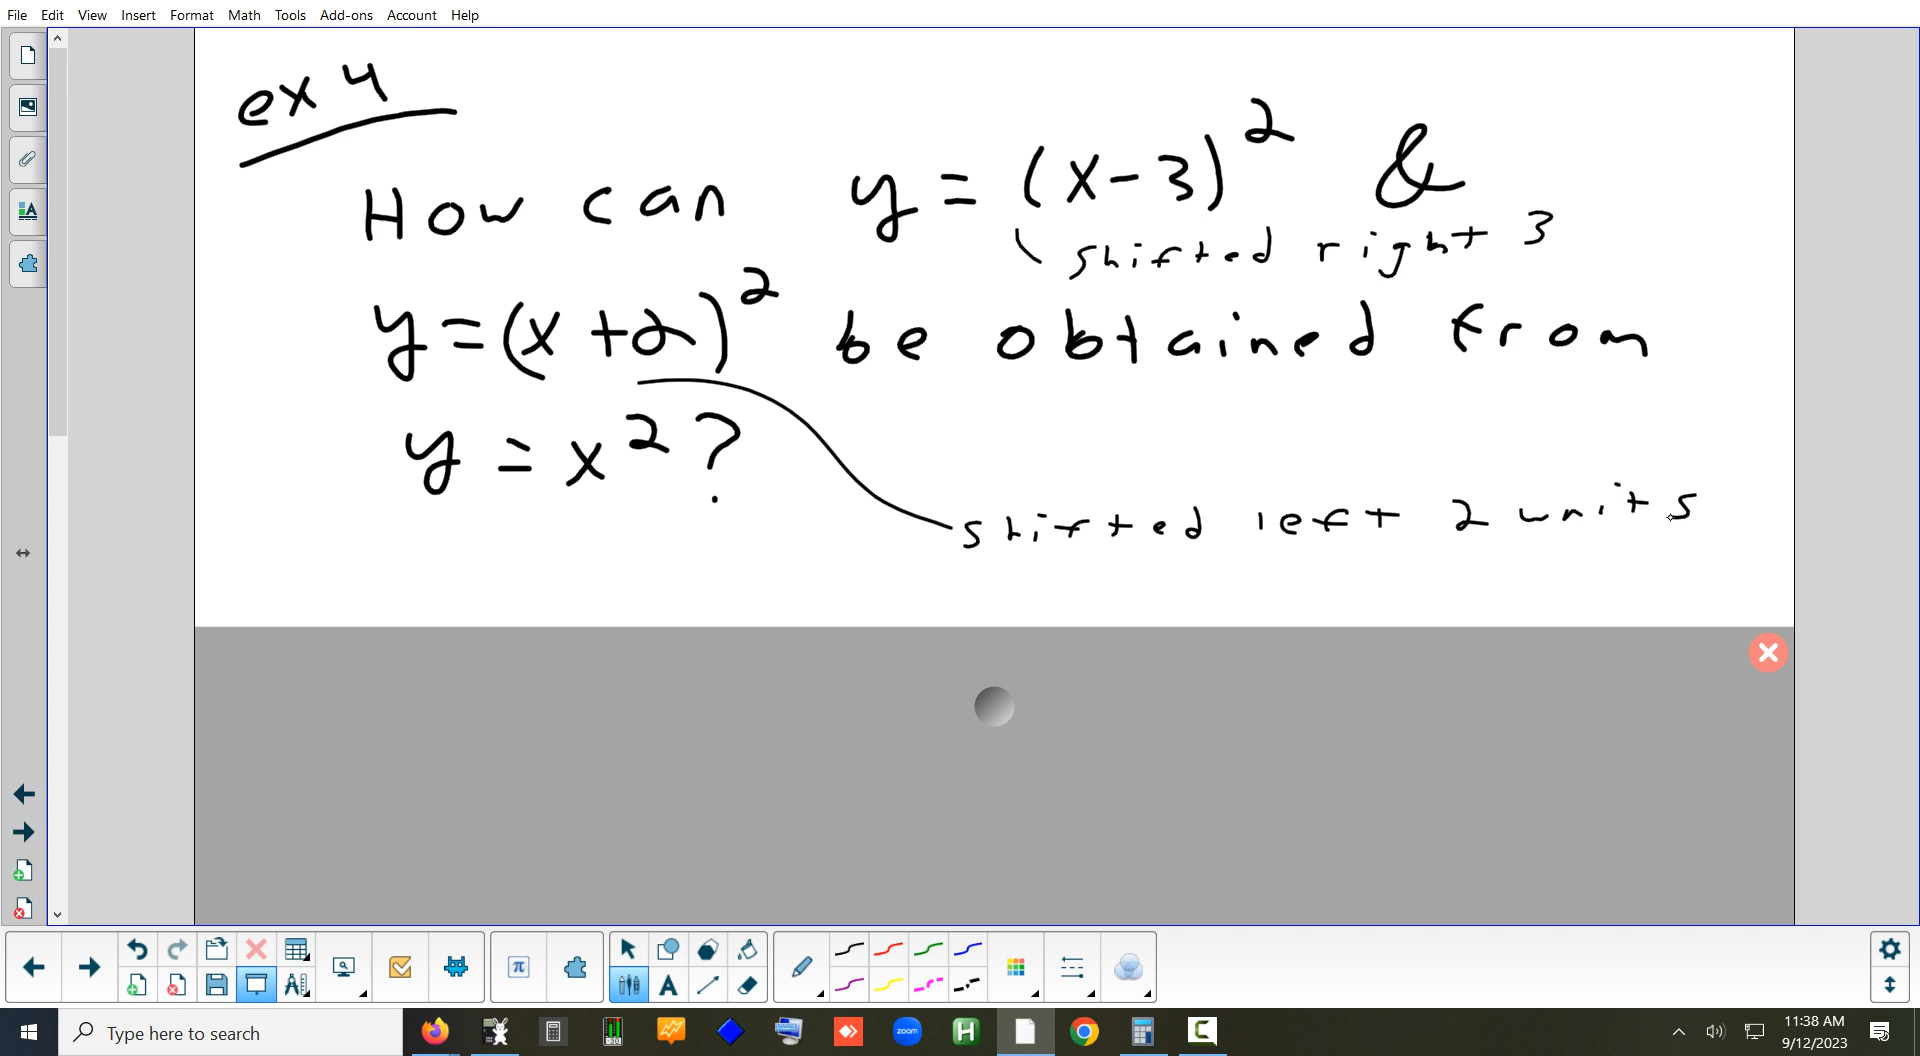 File Edit View Insert Format Math Tools Add-ons Account Help
ex 4
How can y = (x - 3)² &
shifted right 3
y = (x + 2)² be obtained from
y = x² ?
shifted left 2 units
π
A
Type here to search
zoom
H
C
11:38 AM
9/12/2023